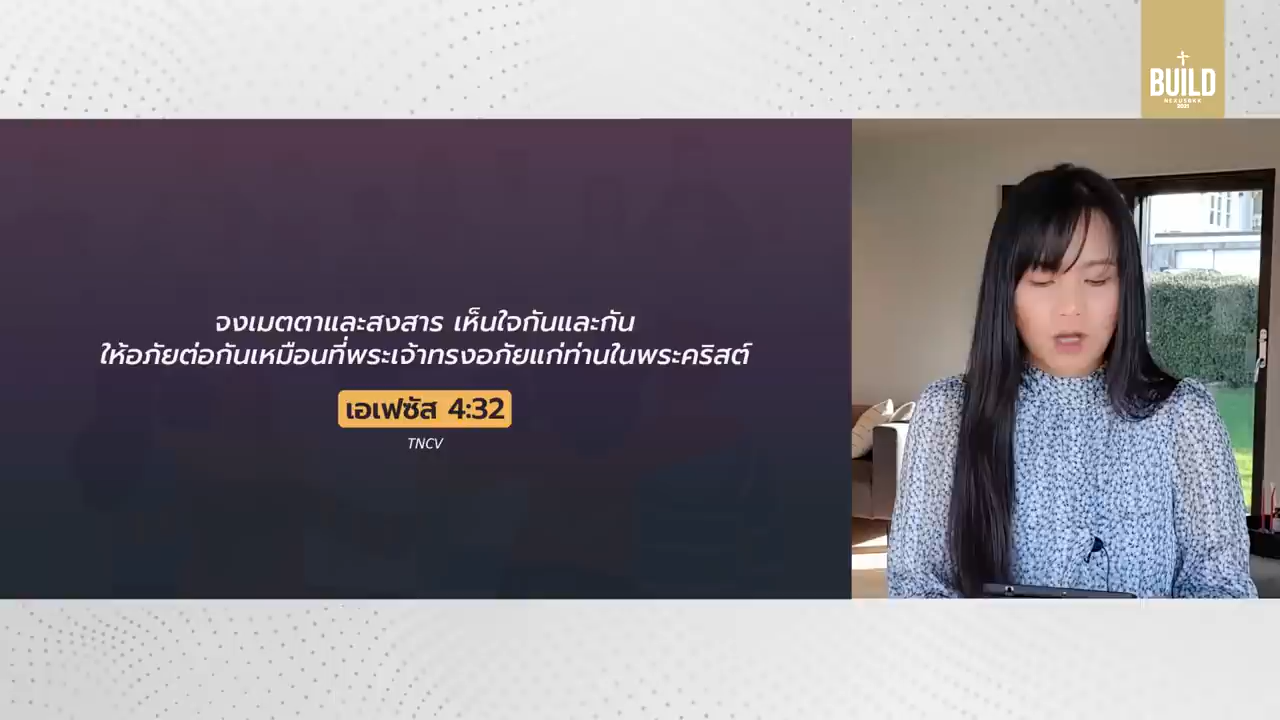 BUILD
NEXUSBKK
2021
จงเมตตาและสงสาร เห็นใจกันและกัน
ให้อภัยต่อกันเหมือนที่พระเจ้าทรงอภัยแก่ท่านในพระคริสต์
เอเฟซัส 4:32
TNCV